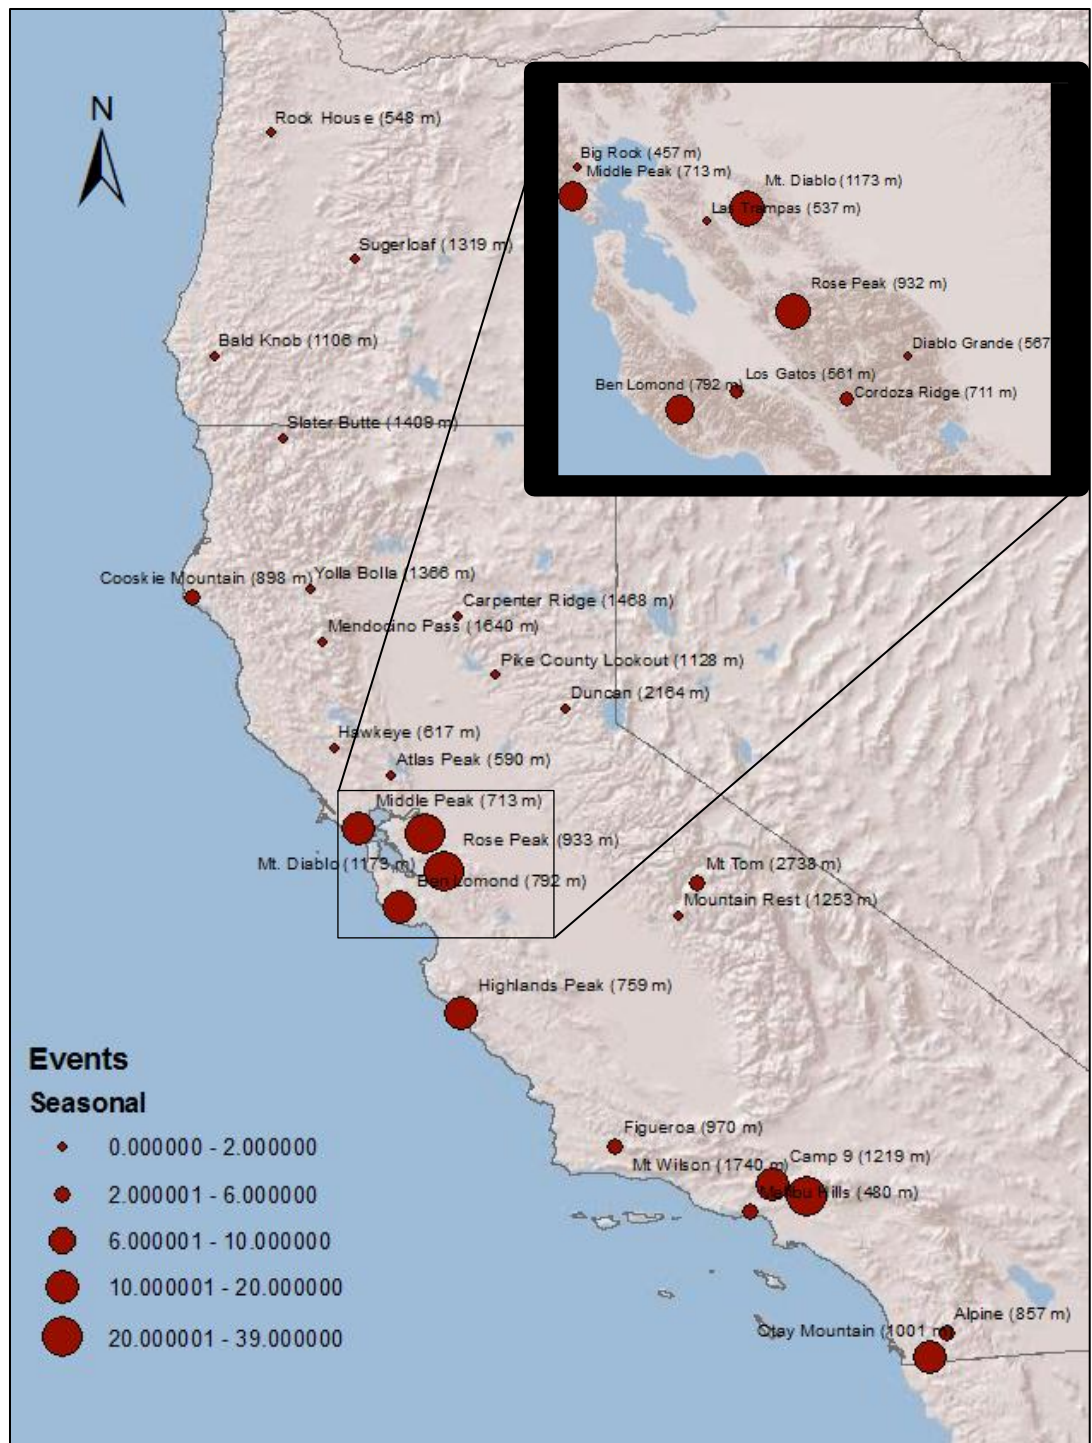 N
Rock House (548 m)
Sugerloaf (1319 m)
Bald Knob (1106 m)
Slater Butte (1409 m)
Big Rock (457 m)
Middle Peak (713 m)
Mt. Diablo (1173 m)
Las Trampas (537 m)
Rose Peak (932 m)
Diablo Grande (567
Los Gatos (561 m)
Ben Lomond (792 m)
Cordoza Ridge (711 m)
Cooskie Mountain (898 m)
Yolla Bolla (1366 m)
Carpenter Ridge (1468 m)
Mendocino Pass (1640 m)
Pike County Lookout (1128 m)
Duncan (2164 m)
Hawkeye (617 m)
Atlas Peak (590 m)
Middle Peak (713 m)
Rose Peak (933 m)
Mt. Diablo (1173 m)
Ben Lomond (792 m)
Mt Tom (2738 m)
Mountain Rest (1253 m)
Highlands Peak (759 m)
Figueroa (970 m)
Camp 9 (1219 m)
Mt Wilson (1740 m)
Malibu Hills (480 m)
Alpine (857 m)
Otay Mountain (1001 m)
Events
Seasonal
0.000000 - 2.000000
2.000001 - 6.000000
6.000001 - 10.000000
10.000001 - 20.000000
20.000001 - 39.000000